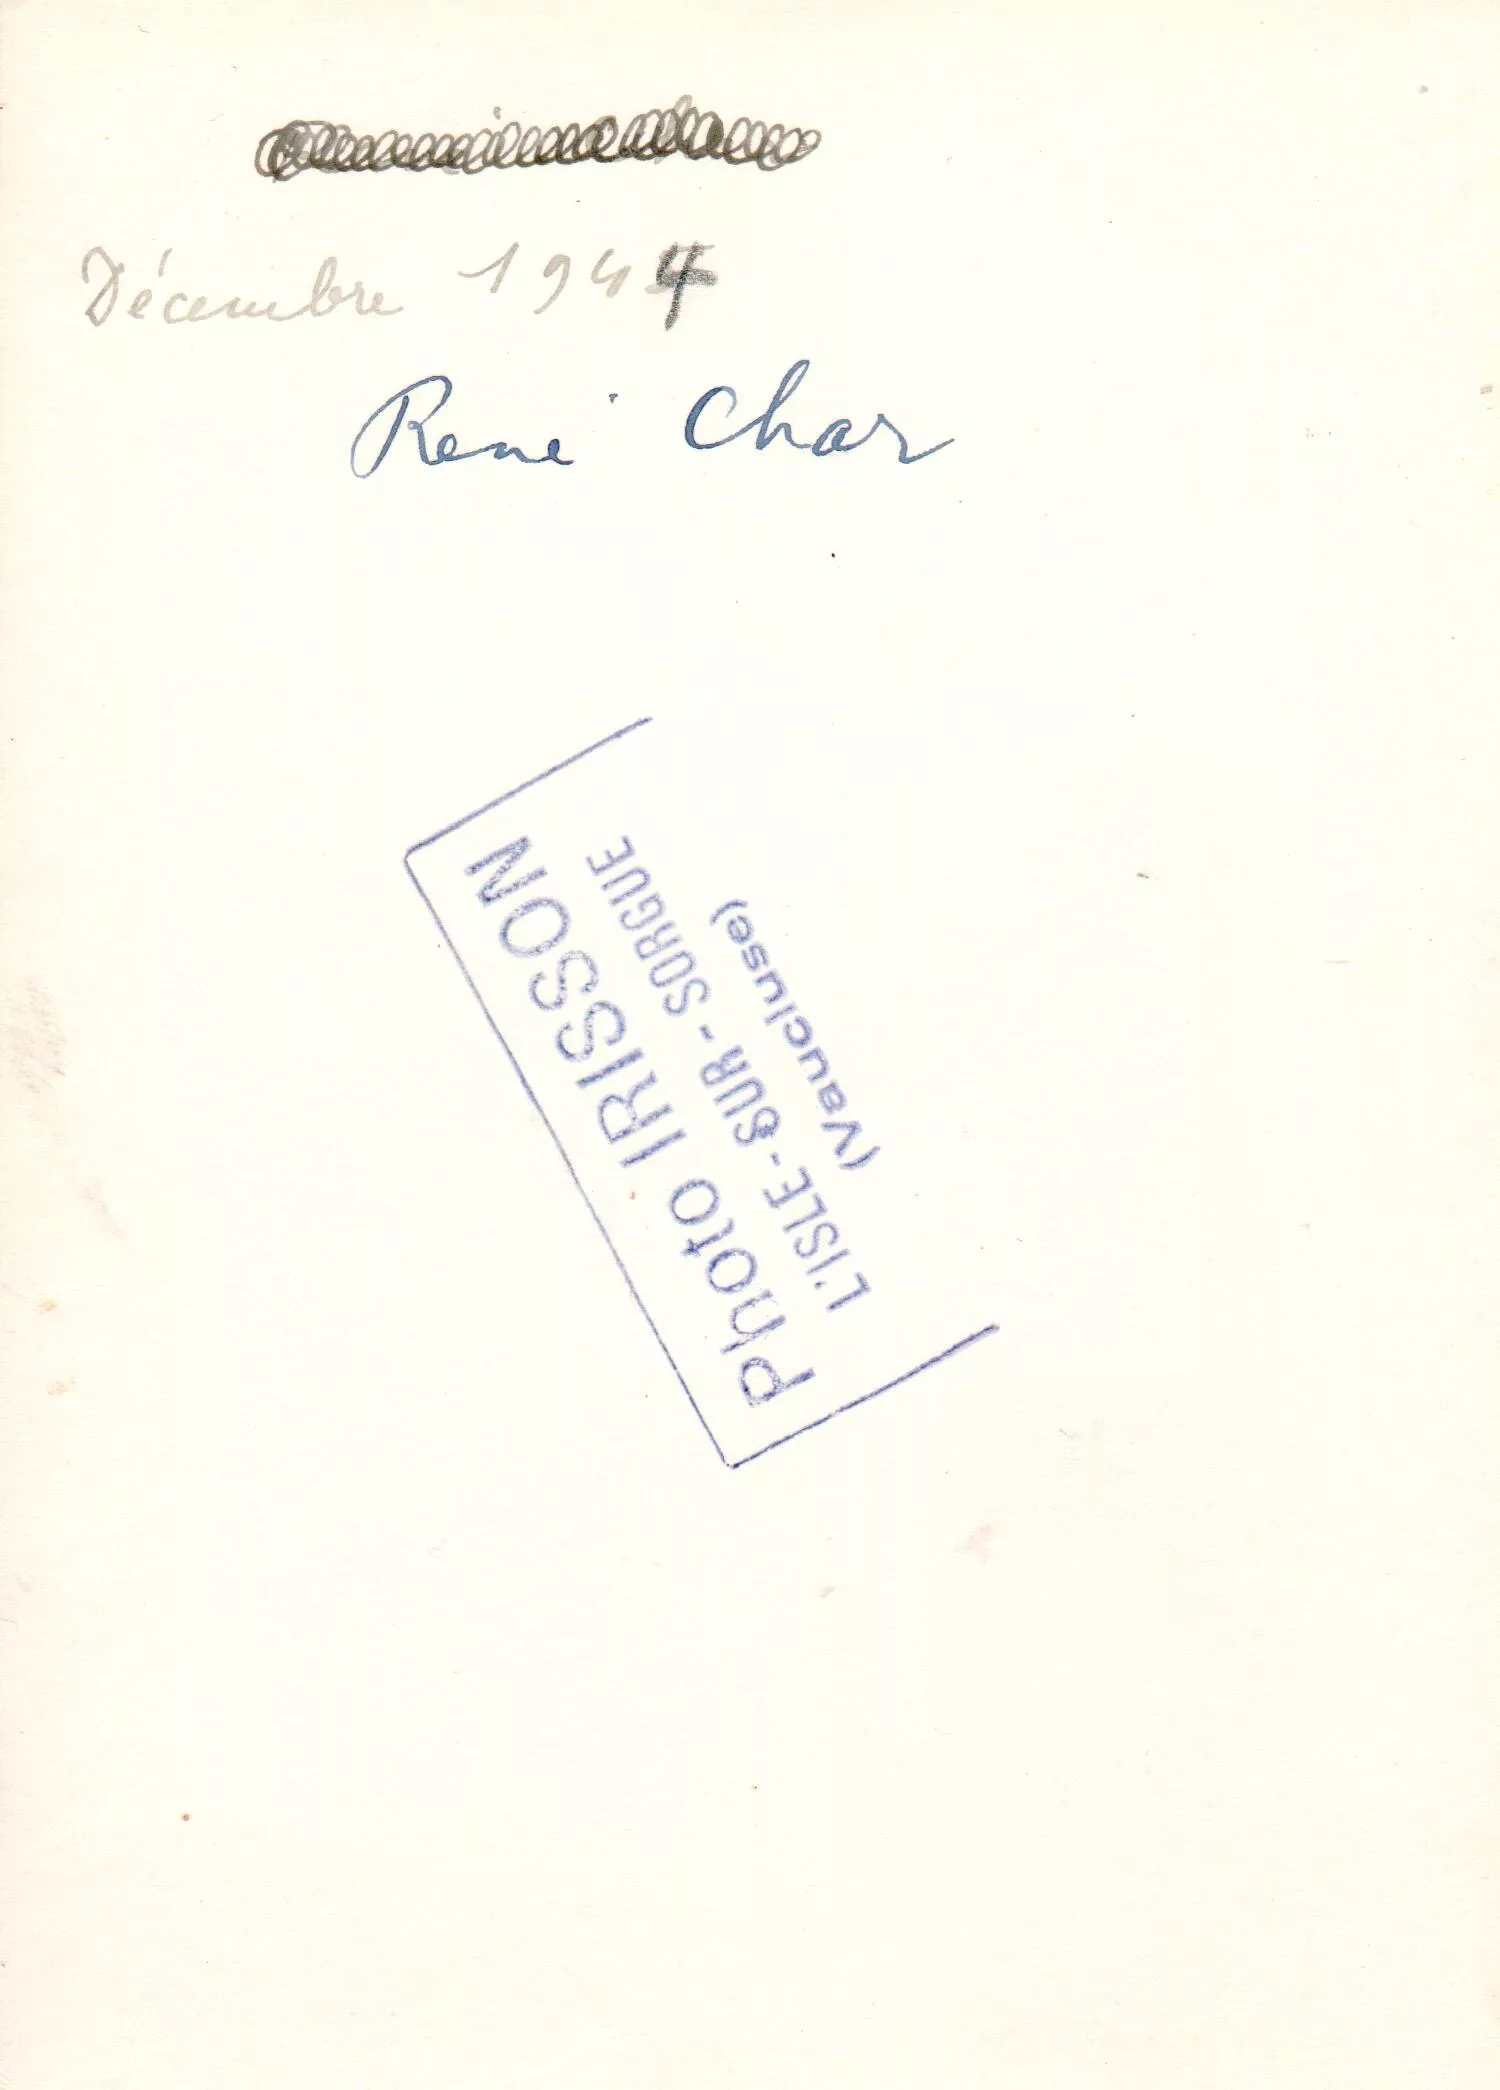 Décembre 1944
René Char
Photo IRISSON
L'ISLE - SUR - SORGUE
(Vaucluse)